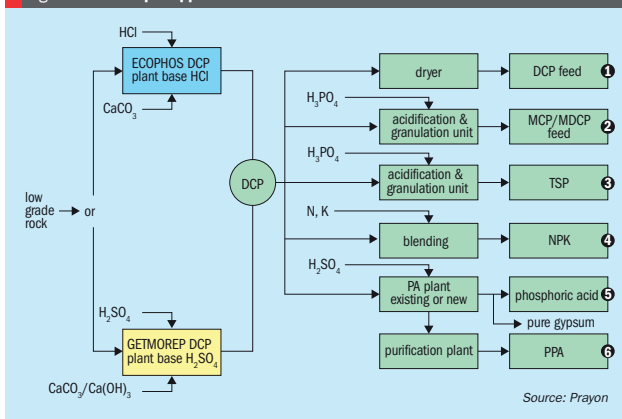 HCl
ECOPHOS DCP
plant base HCl
CaCO₃
low
grade
rock
or
H₂SO₄
GETMOREP DCP
plant base H₂SO₄
CaCO₃/Ca(OH)₃
DCP
dryer
DCP feed
1
H₃PO₄
acidification &
granulation unit
MCP/MDCP
feed
2
H₃PO₄
acidification &
granulation unit
TSP
3
N, K
blending
NPK
4
H₂SO₄
PA plant
existing or new
phosphoric acid
5
pure gypsum
purification plant
PPA
6
Source: Prayon